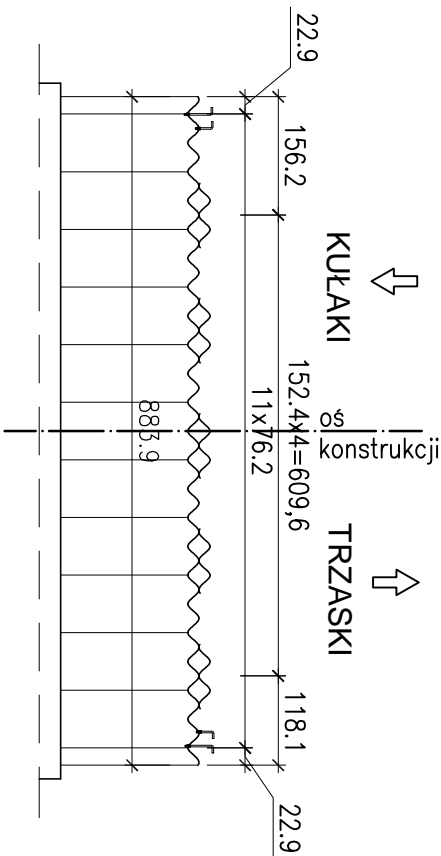 22.9
156.2
KUŁAKI
152.4x4=609,6
11x76.2
883.9
oś
konstrukcji
TRZASKI
118.1
22.9